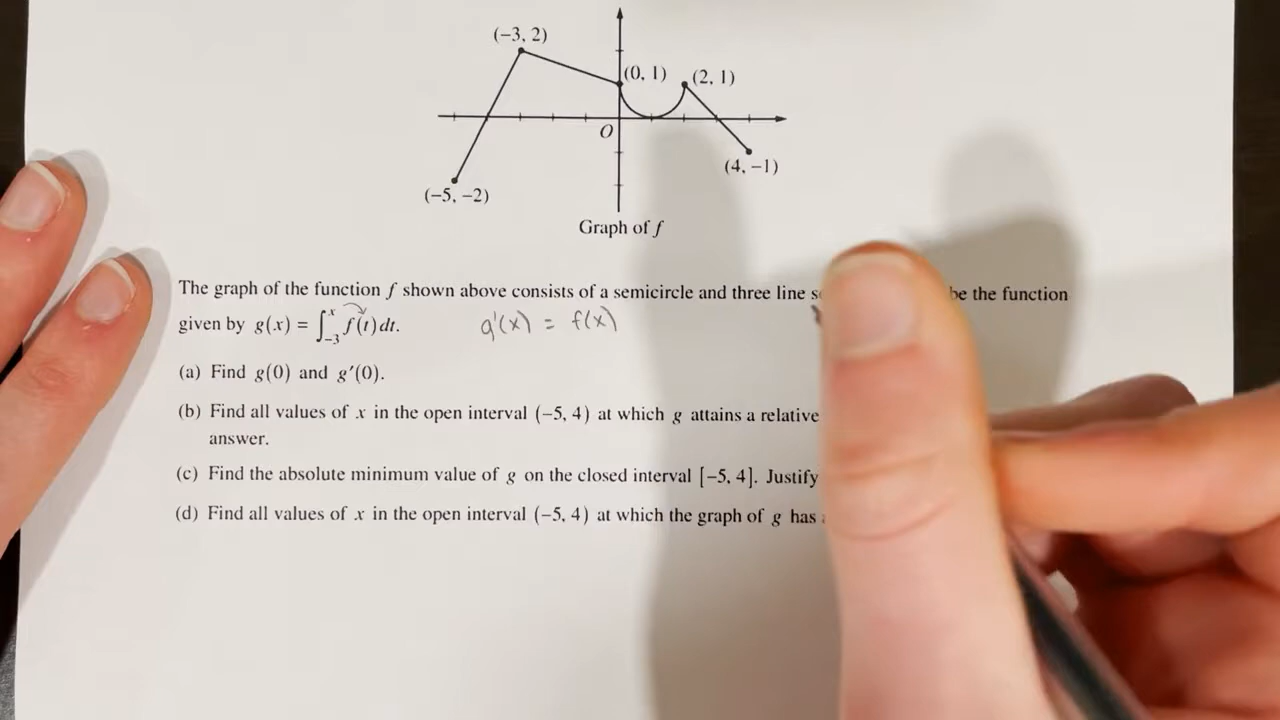 (−3, 2)
(0, 1)
(2, 1)
O
(4, −1)
(−5, −2)
Graph of f
The graph of the function f shown above consists of a semicircle and three line be the function
given by g(x) = ∫_{−3}^{x} f(t) dt. g'(x) = f(x)
(a) Find g(0) and g′(0).
(b) Find all values of x in the open interval (−5, 4) at which g attains a relative
answer.
(c) Find the absolute minimum value of g on the closed interval [−5, 4]. Justify
(d) Find all values of x in the open interval (−5, 4) at which the graph of g has